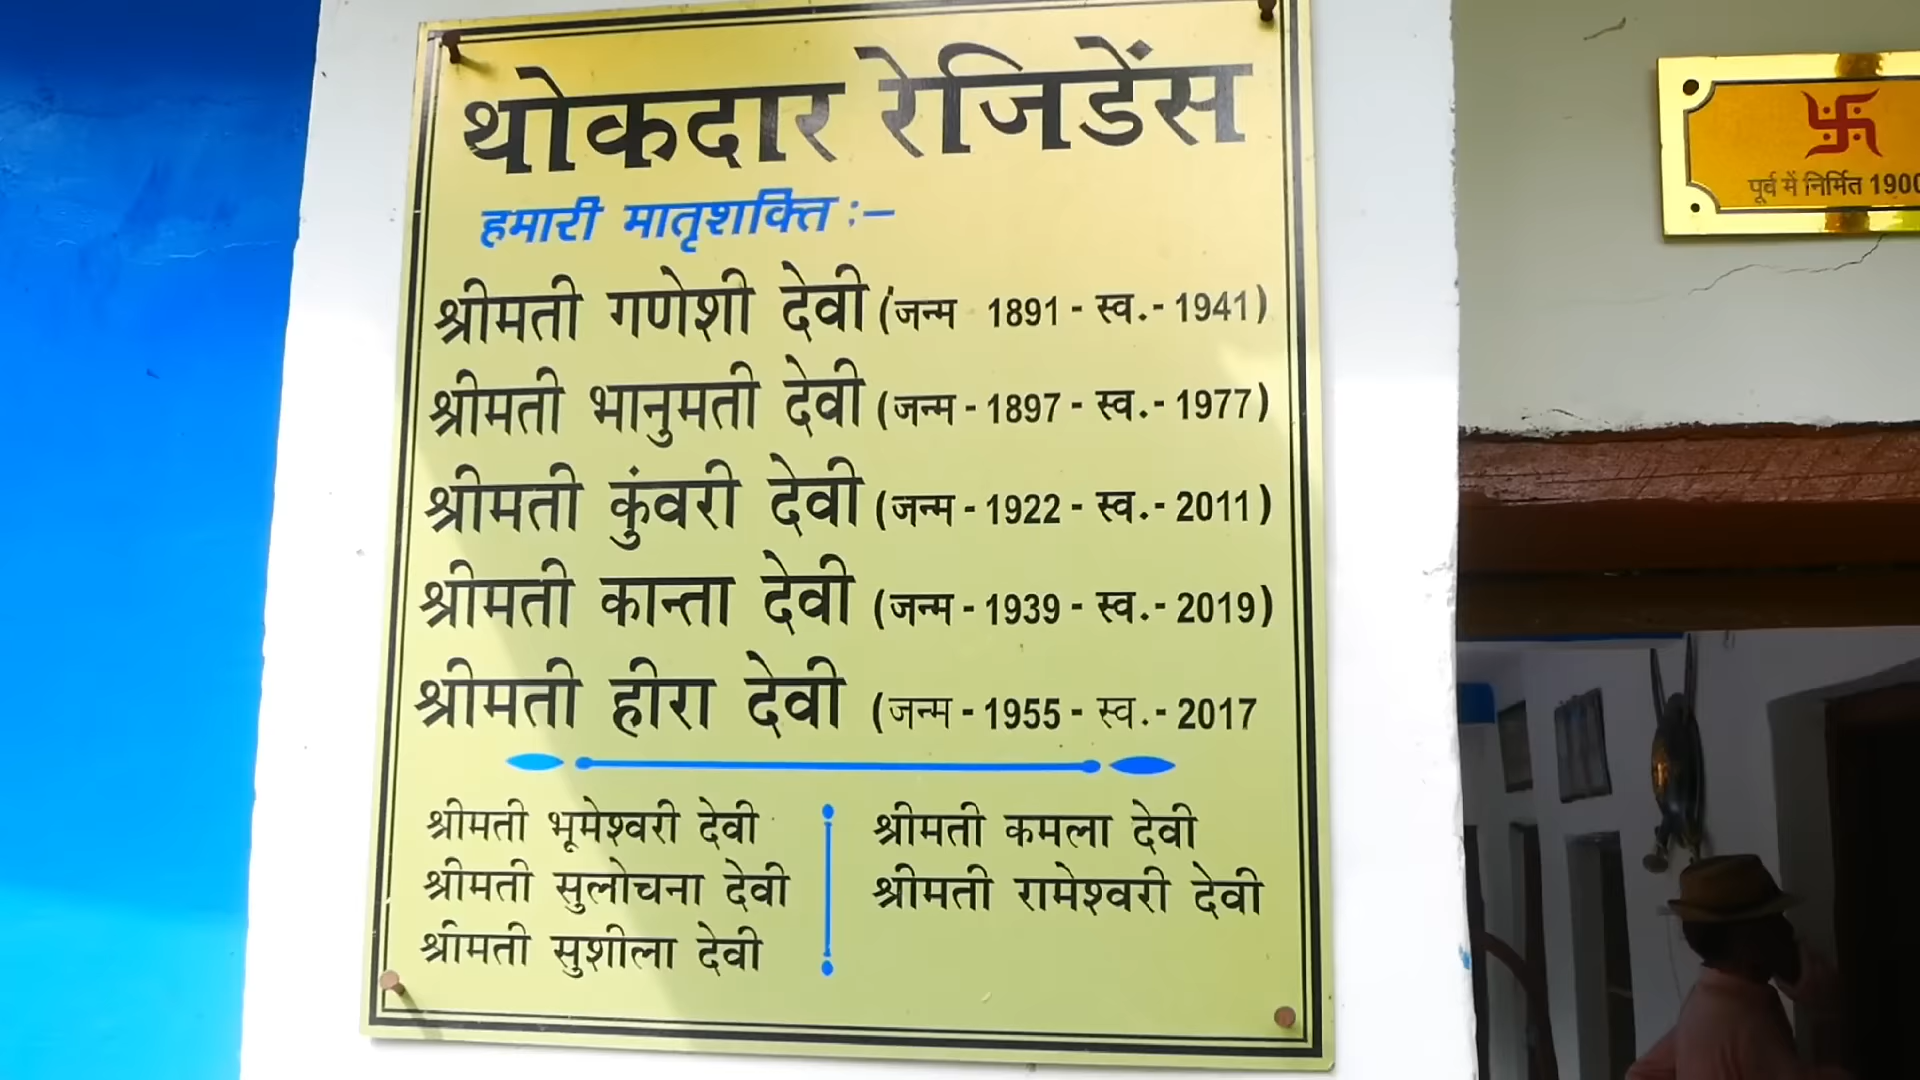 थोकदार रेजिडेंस
हमारी मातृशक्ति :–
श्रीमती गणेशी देवी (जन्म 1891 - स्व.- 1941)
श्रीमती भानुमती देवी (जन्म - 1897 - स्व.- 1977)
श्रीमती कुंवरी देवी (जन्म - 1922 - स्व.- 2011)
श्रीमती कान्ता देवी (जन्म - 1939 - स्व.- 2019)
श्रीमती हीरा देवी (जन्म - 1955 - स्व.- 2017
श्रीमती भूमेश्वरी देवी
श्रीमती सुलोचना देवी
श्रीमती सुशीला देवी
श्रीमती कमला देवी
श्रीमती रामेश्वरी देवी
पूर्व में निर्मित 1900